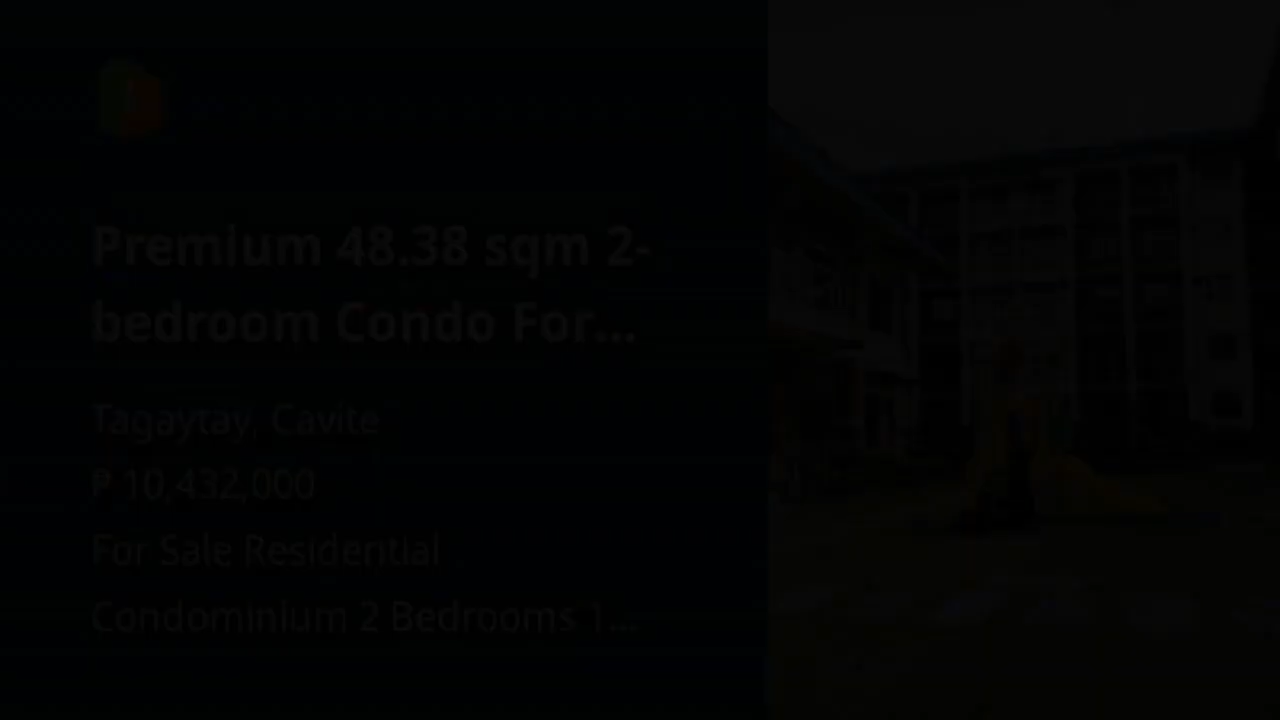 Premium 48.38 sqm 2-
bedroom Condo For...
Tagaytay, Cavite
₱ 10,432,000
For Sale Residential
Condominium 2 Bedrooms 1...